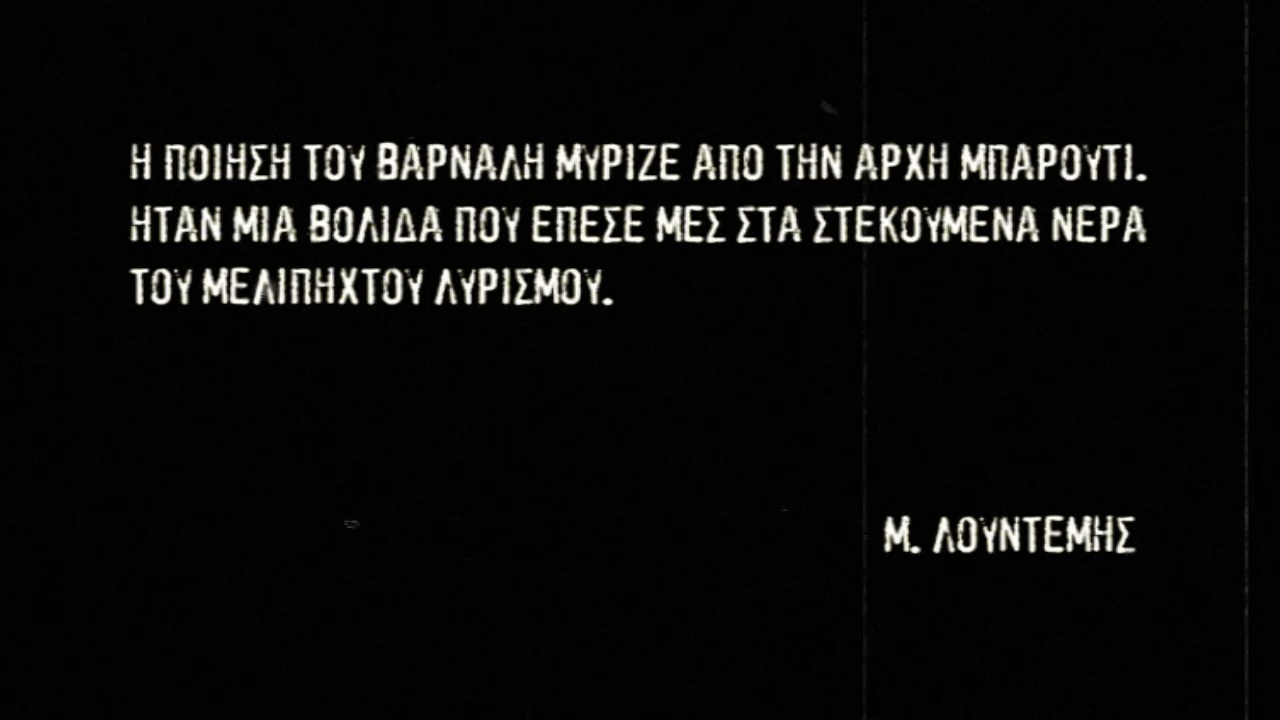 Η ΠΟΙΗΣΗ ΤΟΥ ΒΑΡΝΑΛΗ ΜΥΡΙΖΕ ΑΠΟ ΤΗΝ ΑΡΧΗ ΜΠΑΡΟΥΤΙ.
ΗΤΑΝ ΜΙΑ ΒΟΛΙΔΑ ΠΟΥ ΕΠΕΣΕ ΜΕΣ ΣΤΑ ΣΤΕΚΟΥΜΕΝΑ ΝΕΡΑ
ΤΟΥ ΜΕΛΙΠΗΧΤΟΥ ΛΥΡΙΣΜΟΥ.
Μ. ΛΟΥΝΤΕΜΗΣ